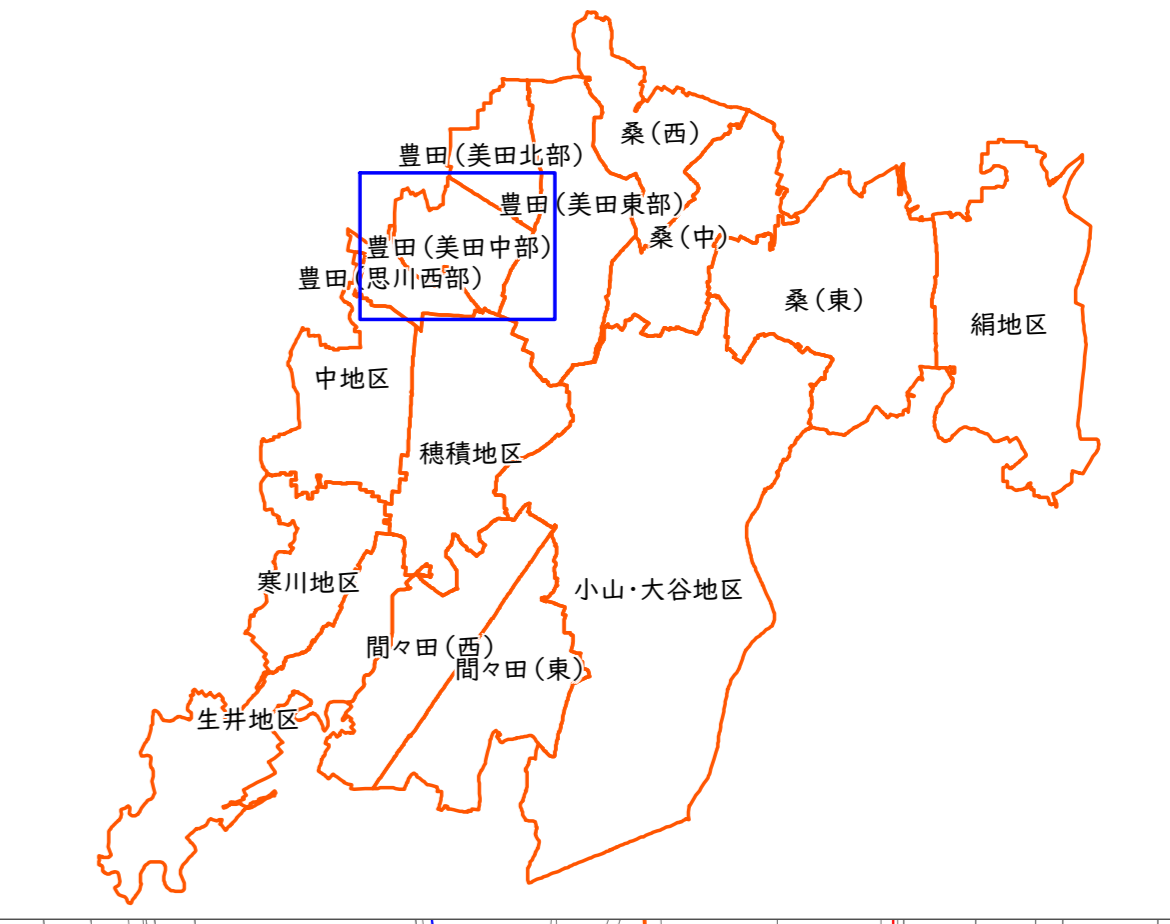 桑(西)
豊田(美田北部)
豊田(美田東部)
桑(中)
豊田(美田中部)
豊田(思川西部)
桑(東)
絹地区
中地区
穂積地区
寒川地区
小山・大谷地区
間々田(西)
間々田(東)
生井地区